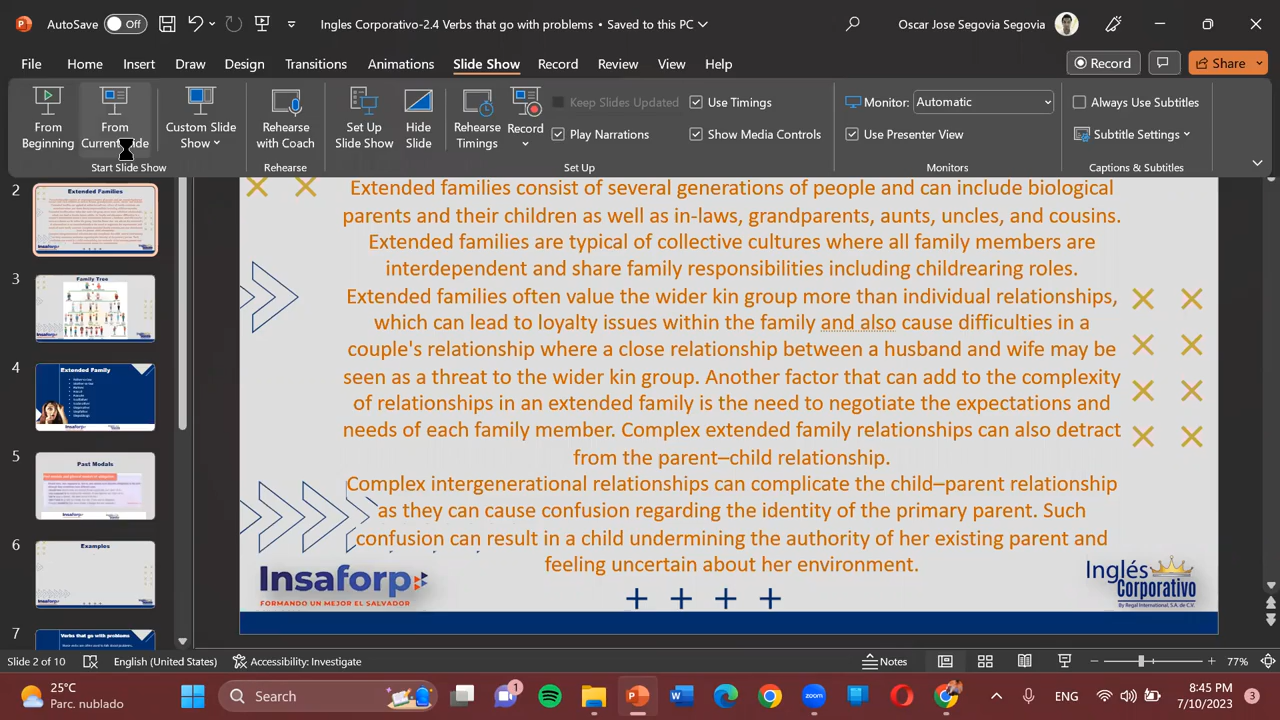 AutoSave Off Ingles Corporativo-2.4 Verbs that go with problems • Saved to this PC Oscar Jose Segovia Segovia
File Home Insert Draw Design Transitions Animations Slide Show Record Review View Help Record Share
From Beginning
From Current
Custom Slide Show
Rehearse with Coach
Set Up Slide Show
Hide Slide
Rehearse Timings
Record
Keep Slides Updated
Play Narrations
Use Timings
Show Media Controls
Monitor: Automatic
Use Presenter View
Always Use Subtitles
Subtitle Settings
Start Slide Show Rehearse Set Up Monitors Captions & Subtitles
2
Extended Families
3
Family Tree
4
Extended Family
Insaforp
5
Past Modals
6
Examples
7
Verbs that go with problems
Extended families consist of several generations of people and can include biological
parents and their children as well as in-laws, grandparents, aunts, uncles, and cousins.
Extended families are typical of collective cultures where all family members are
interdependent and share family responsibilities including childrearing roles.
Extended families often value the wider kin group more than individual relationships,
which can lead to loyalty issues within the family and also cause difficulties in a
couple's relationship where a close relationship between a husband and wife may be
seen as a threat to the wider kin group. Another factor that can add to the complexity
of relationships in an extended family is the need to negotiate the expectations and
needs of each family member. Complex extended family relationships can also detract
from the parent–child relationship.
Complex intergenerational relationships can complicate the child–parent relationship
as they can cause confusion regarding the identity of the primary parent. Such
confusion can result in a child undermining the authority of her existing parent and
feeling uncertain about her environment.
Insaforp
FORMANDO UN MEJOR EL SALVADOR
Inglés
Corporativo
By Regal International, S.A. de C.V.
Slide 2 of 10 English (United States) Accessibility: Investigate Notes 77%
25°C
Parc. nublado
Search
1
zoom
ENG
8:45 PM
7/10/2023
3